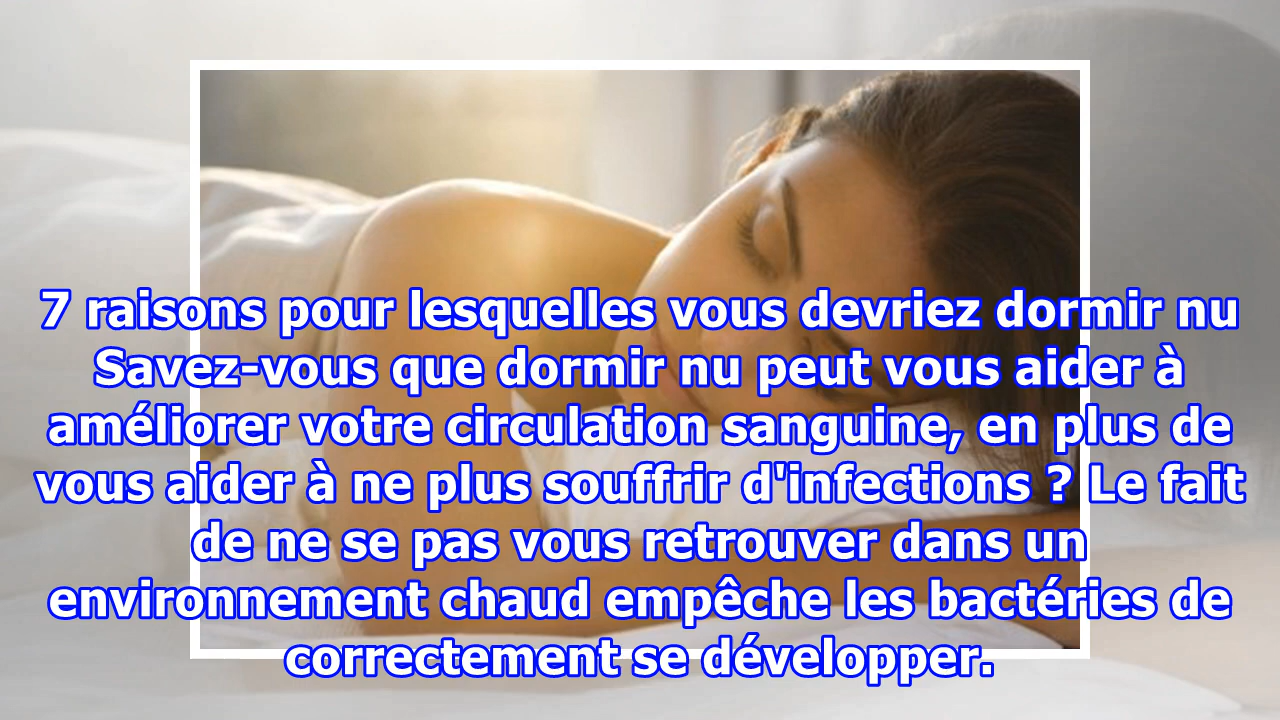 7 raisons pour lesquelles vous devriez dormir nu
Savez-vous que dormir nu peut vous aider à
améliorer votre circulation sanguine, en plus de
vous aider à ne plus souffrir d'infections ? Le fait
de ne se pas vous retrouver dans un
environnement chaud empêche les bactéries de
correctement se développer.